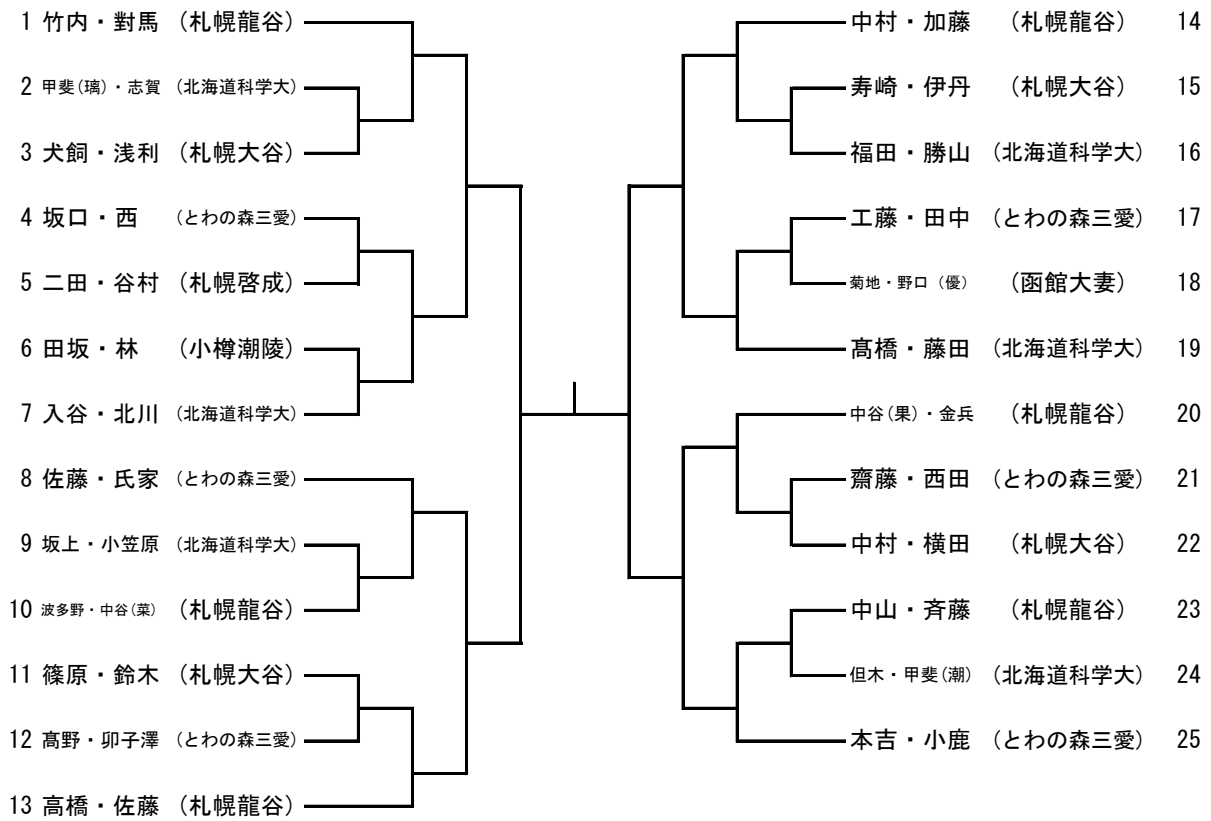 1 竹内・對馬 (札幌龍谷)
2 甲斐(璃)・志賀 (北海道科学大)
3 犬飼・浅利 (札幌大谷)
4 坂口・西 (とわの森三愛)
5 二田・谷村 (札幌啓成)
6 田坂・林 (小樽潮陵)
7 入谷・北川 (北海道科学大)
8 佐藤・氏家 (とわの森三愛)
9 坂上・小笠原 (北海道科学大)
10 波多野・中谷(菜) (札幌龍谷)
11 篠原・鈴木 (札幌大谷)
12 髙野・卯子澤 (とわの森三愛)
13 高橋・佐藤 (札幌龍谷)
中村・加藤 (札幌龍谷) 14
寿崎・伊丹 (札幌大谷) 15
福田・勝山 (北海道科学大) 16
工藤・田中 (とわの森三愛) 17
菊地・野口(優) (函館大妻) 18
髙橋・藤田 (北海道科学大) 19
中谷(果)・金兵 (札幌龍谷) 20
齋藤・西田 (とわの森三愛) 21
中村・横田 (札幌大谷) 22
中山・斉藤 (札幌龍谷) 23
但木・甲斐(潮) (北海道科学大) 24
本吉・小鹿 (とわの森三愛) 25